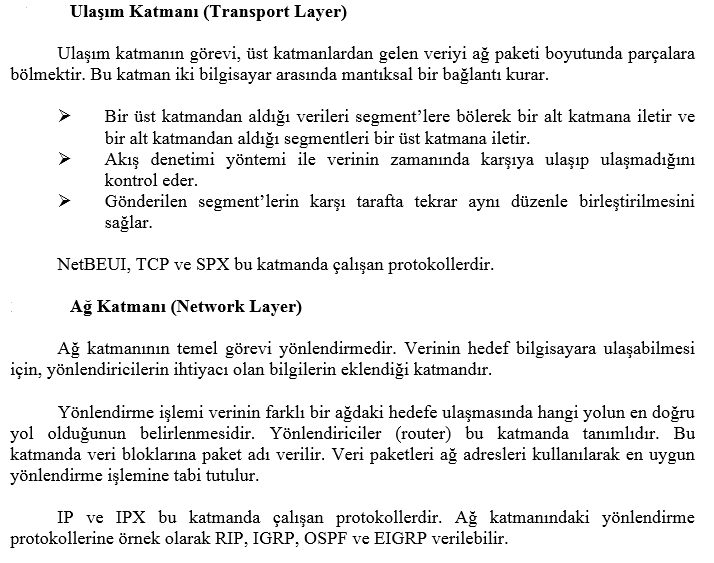 Ulaşım Katmanı (Transport Layer)
Ulaşım katmanın görevi, üst katmanlardan gelen veriyi ağ paketi boyutunda parçalara
bölmektir. Bu katman iki bilgisayar arasında mantıksal bir bağlantı kurar.
➢ Bir üst katmandan aldığı verileri segment’lere bölerek bir alt katmana iletir ve
bir alt katmandan aldığı segmentleri bir üst katmana iletir.
➢ Akış denetimi yöntemi ile verinin zamanında karşıya ulaşıp ulaşmadığını
kontrol eder.
➢ Gönderilen segment’lerin karşı tarafta tekrar aynı düzenle birleştirilmesini
sağlar.
NetBEUI, TCP ve SPX bu katmanda çalışan protokollerdir.
Ağ Katmanı (Network Layer)
Ağ katmanının temel görevi yönlendirmedir. Verinin hedef bilgisayara ulaşabilmesi
için, yönlendiricilerin ihtiyacı olan bilgilerin eklendiği katmandır.
Yönlendirme işlemi verinin farklı bir ağdaki hedefe ulaşmasında hangi yolun en doğru
yol olduğunun belirlenmesidir. Yönlendiriciler (router) bu katmanda tanımlıdır. Bu
katmanda veri bloklarına paket adı verilir. Veri paketleri ağ adresleri kullanılarak en uygun
yönlendirme işlemine tabi tutulur.
IP ve IPX bu katmanda çalışan protokollerdir. Ağ katmanındaki yönlendirme
protokollerine örnek olarak RIP, IGRP, OSPF ve EIGRP verilebilir.